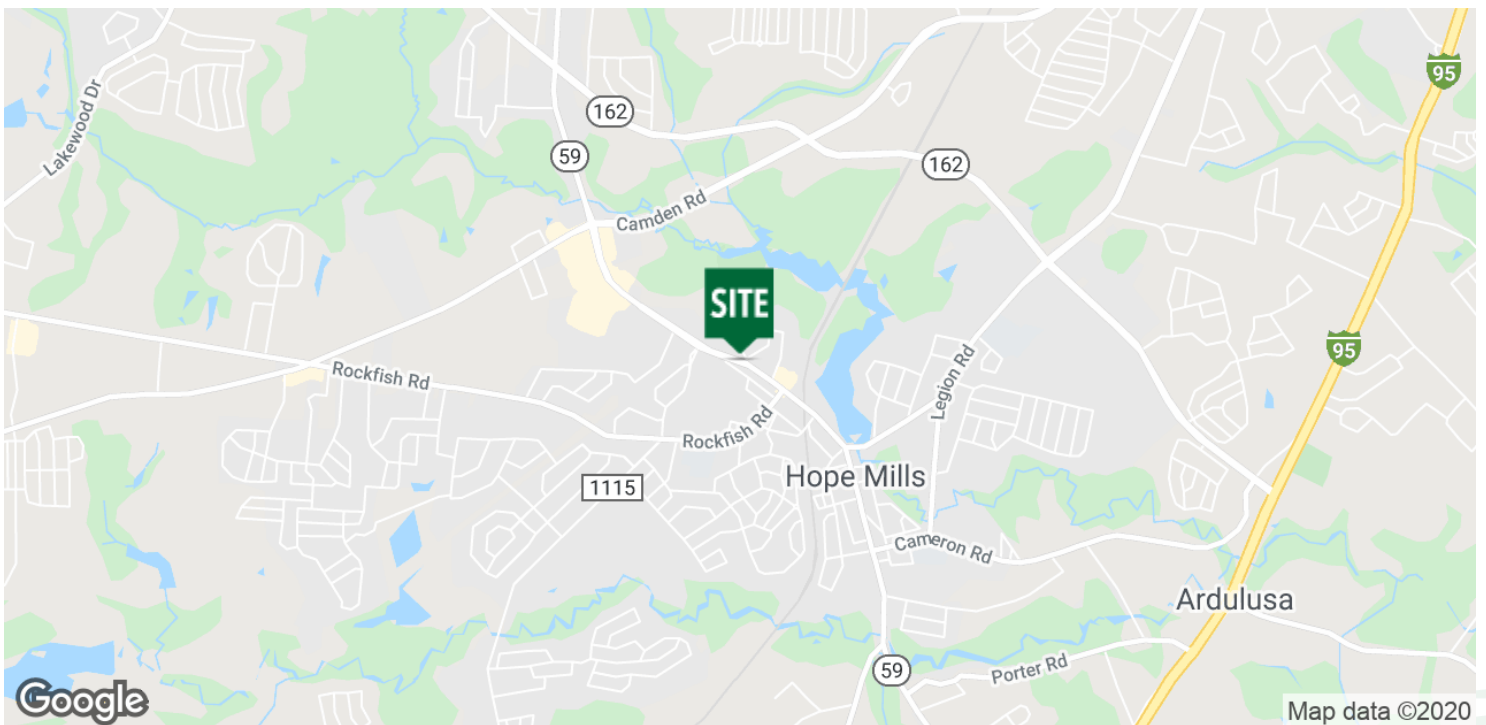 95
162
Lakewood Dr
59
162
Camden Rd
SITE
95
Rockfish Rd
Legion Rd
Rockfish Rd
Hope Mills
1115
Cameron Rd
Ardulusa
59
Porter Rd
Google
Map data ©2020